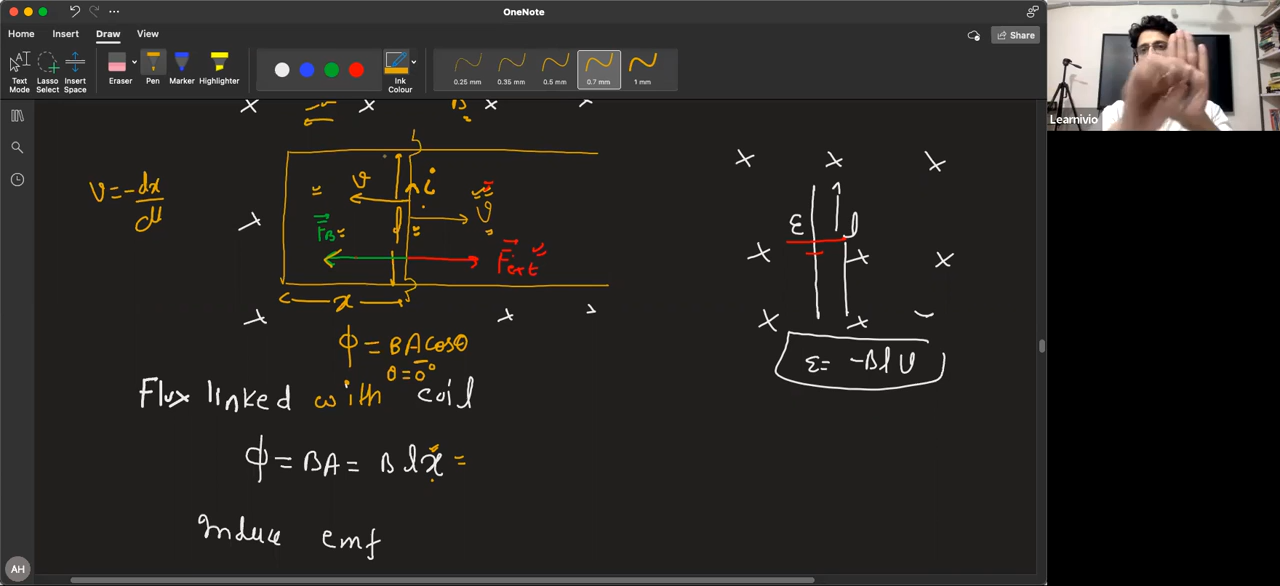 OneNote
Home Insert Draw View
Share
Text Mode
Lasso Select
Insert Space
Eraser
Pen
Marker
Highlighter
Ink Colour
0.25 mm
0.35 mm
0.5 mm
0.7 mm
1 mm
Learnivio
B
v = -dx/dt
v
i
v
F_B
l
F_ext
x
ε
l
ε = -Blv
φ = BA cosθ
θ = 0°
Flux linked with coil
φ = BA = Blx =
Induce emf
AH